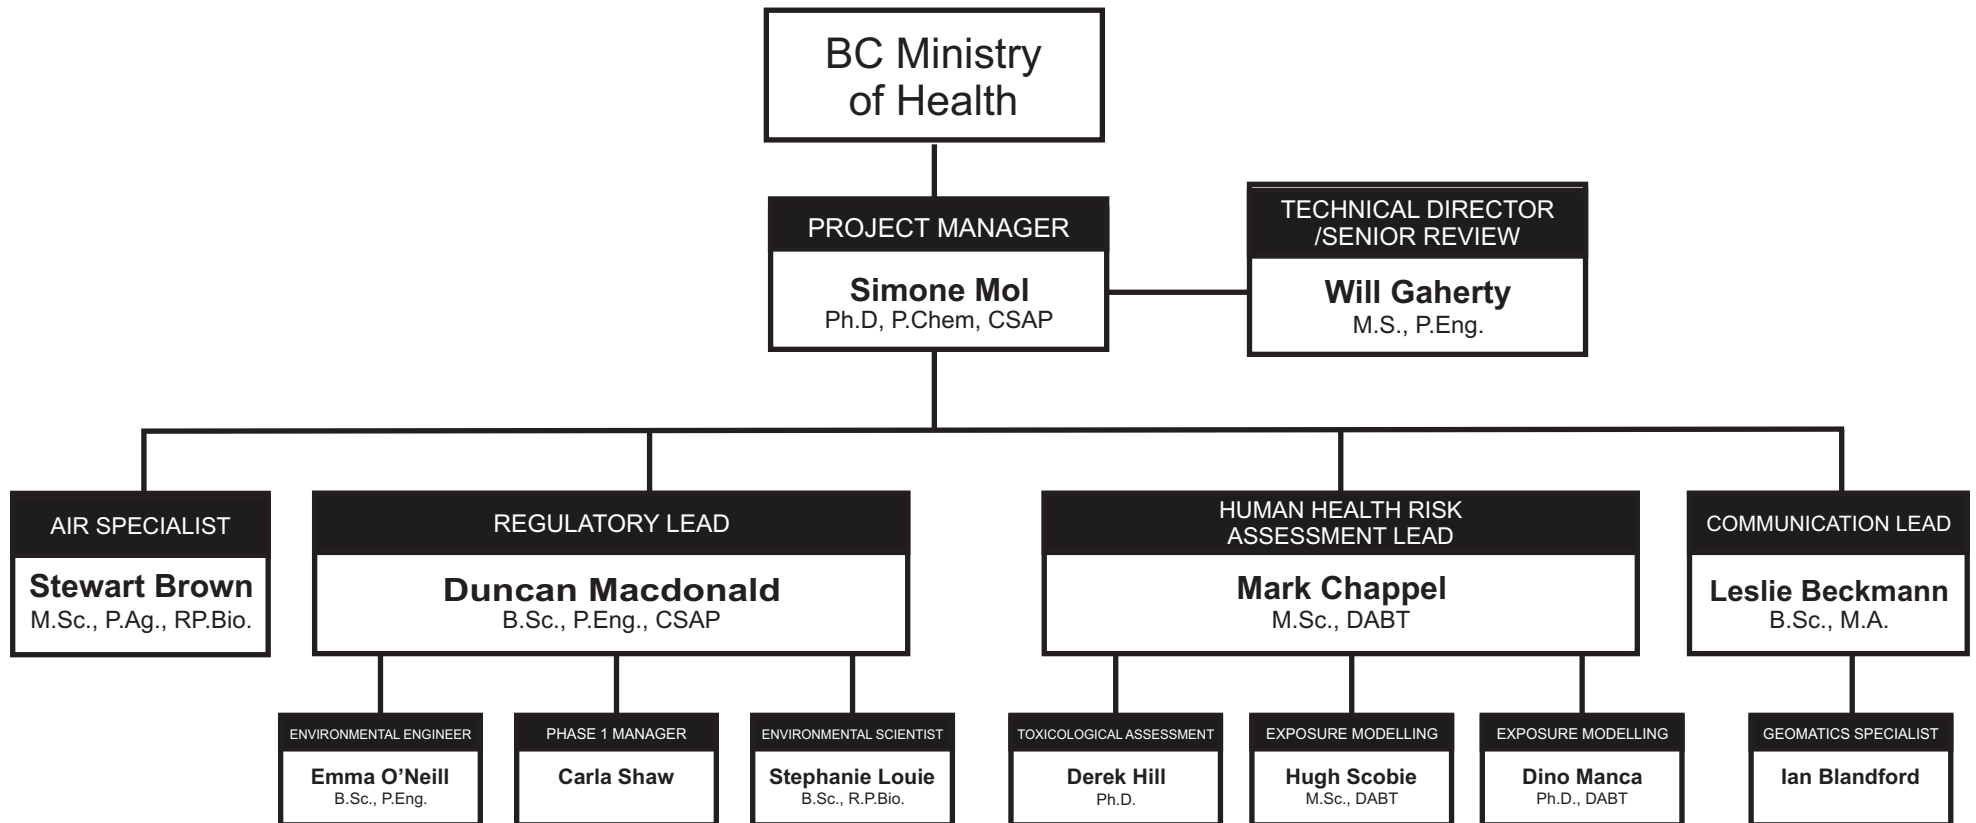 BC Ministry
of Health
PROJECT MANAGER
Simone Mol
Ph.D, P.Chem, CSAP
TECHNICAL DIRECTOR
/SENIOR REVIEW
Will Gaherty
M.S., P.Eng.
AIR SPECIALIST
Stewart Brown
M.Sc., P.Ag., RP.Bio.
REGULATORY LEAD
Duncan Macdonald
B.Sc., P.Eng., CSAP
HUMAN HEALTH RISK
ASSESSMENT LEAD
Mark Chappel
M.Sc., DABT
COMMUNICATION LEAD
Leslie Beckmann
B.Sc., M.A.
ENVIRONMENTAL ENGINEER
Emma O’Neill
B.Sc., P.Eng.
PHASE 1 MANAGER
Carla Shaw
ENVIRONMENTAL SCIENTIST
Stephanie Louie
B.Sc., R.P.Bio.
TOXICOLOGICAL ASSESSMENT
Derek Hill
Ph.D.
EXPOSURE MODELLING
Hugh Scobie
M.Sc., DABT
EXPOSURE MODELLING
Dino Manca
Ph.D., DABT
GEOMATICS SPECIALIST
Ian Blandford